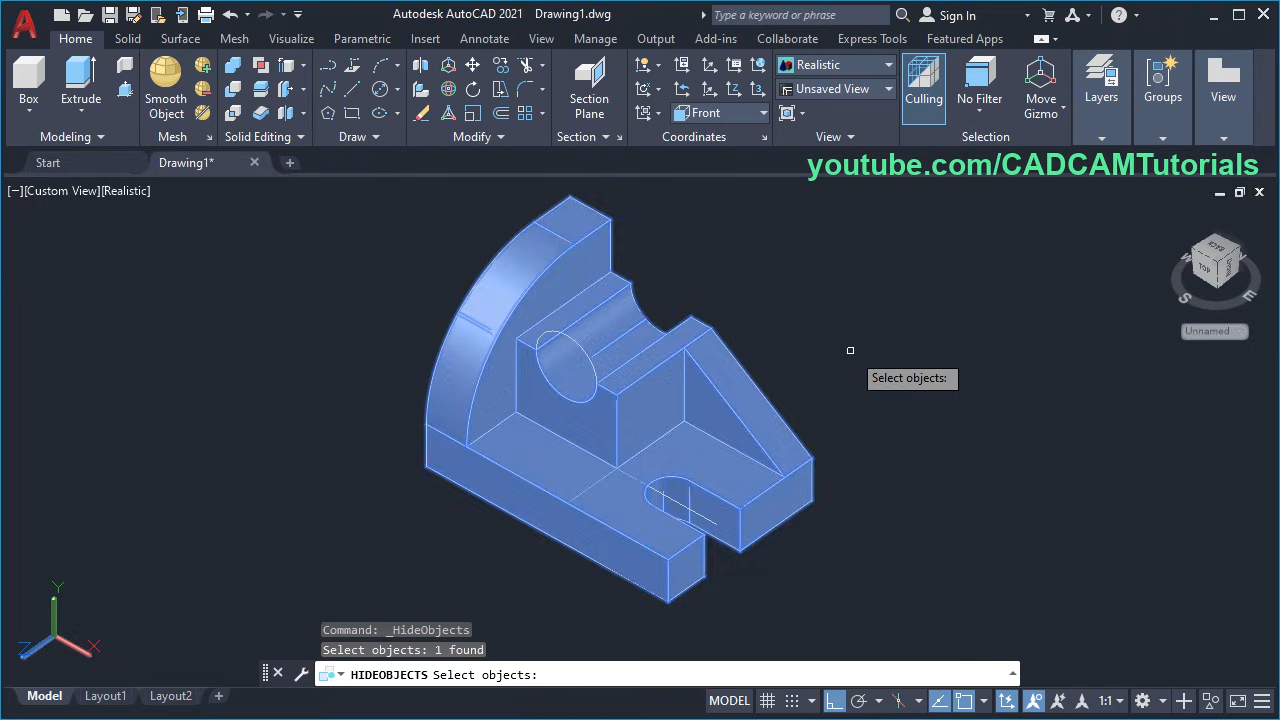 Autodesk AutoCAD 2021 Drawing1.dwg
Type a keyword or phrase
Sign In
Home Solid Surface Mesh Visualize Parametric Insert Annotate View Manage Output Add-ins Collaborate Express Tools Featured Apps
Box
Extrude
Smooth
Object
Section
Plane
Realistic
Unsaved View
Front
Culling
No Filter
Move
Gizmo
Layers
Groups
View
Modeling
Mesh
Solid Editing
Draw
Modify
Section
Coordinates
View
Selection
Start
Drawing1*
youtube.com/CADCAMTutorials
[−][Custom View][Realistic]
BACK
TOP
W
S
E
Unnamed
Select objects:
Y
Z
X
Command: _HideObjects
Select objects: 1 found
HIDEOBJECTS Select objects:
Model Layout1 Layout2
MODEL
1:1